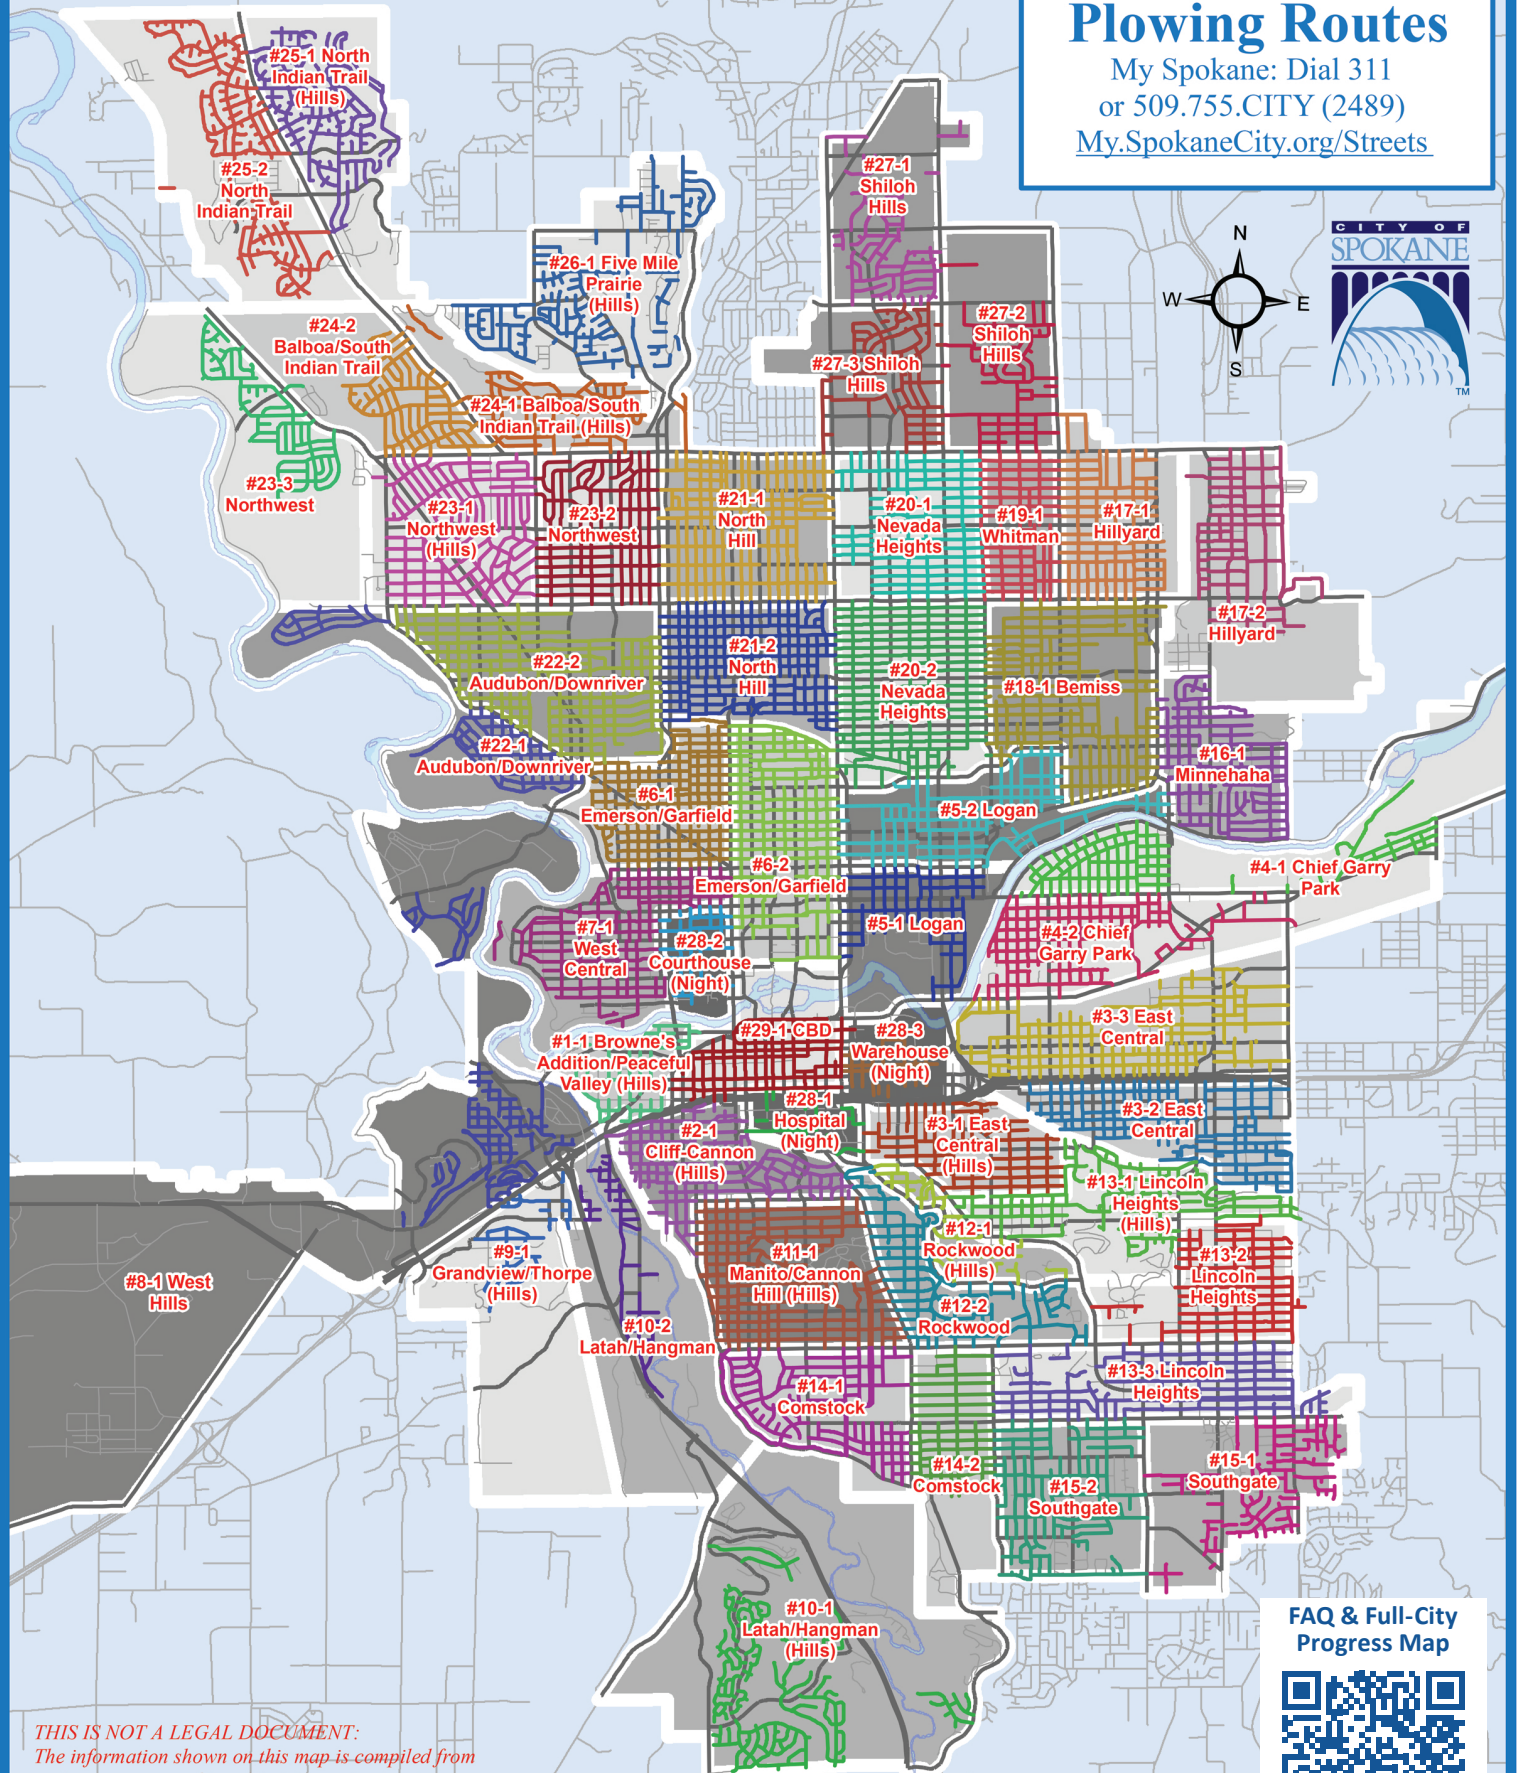 Plowing Routes
My Spokane: Dial 311
or 509.755.CITY (2489)
My.SpokaneCity.org/Streets
N
W
E
S
CITY OF
SPOKANE
TM
#25-1 North
Indian Trail
(Hills)
#25-2
North
Indian Trail
#26-1 Five Mile
Prairie
(Hills)
#27-1
Shiloh
Hills
#27-2
Shiloh
Hills
#27-3 Shiloh
Hills
#24-2
Balboa/South
Indian Trail
#24-1 Balboa/South
Indian Trail (Hills)
#23-3
Northwest
#23-1
Northwest
(Hills)
#23-2
Northwest
#21-1
North
Hill
#20-1
Nevada
Heights
#19-1
Whitman
#17-1
Hillyard
#17-2
Hillyard
#22-2
Audubon/Downriver
#21-2
North
Hill
#20-2
Nevada
Heights
#18-1 Bemiss
#22-1
Audubon/Downriver
#16-1
Minnehaha
#6-1
Emerson/Garfield
#5-2 Logan
#6-2
Emerson/Garfield
#4-1 Chief Garry
Park
#7-1
West
Central
#28-2
Courthouse
(Night)
#5-1 Logan
#4-2 Chief
Garry Park
#3-3 East
Central
#1-1 Browne's
Addition/Peaceful
Valley (Hills)
#29-1 CBD
#28-3
Warehouse
(Night)
#28-1
Hospital
(Night)
#3-2 East
Central
#2-1
Cliff-Cannon
(Hills)
#3-1 East
Central
(Hills)
#13-1 Lincoln
Heights
(Hills)
#12-1
Rockwood
(Hills)
#8-1 West
Hills
#9-1
Grandview/Thorpe
(Hills)
#11-1
Manito/Cannon
Hill (Hills)
#13-2
Lincoln
Heights
#12-2
Rockwood
#10-2
Latah/Hangman
#13-3 Lincoln
Heights
#14-1
Comstock
#14-2
Comstock
#15-2
Southgate
#15-1
Southgate
#10-1
Latah/Hangman
(Hills)
FAQ & Full-City
Progress Map
THIS IS NOT A LEGAL DOCUMENT:
The information shown on this map is compiled from